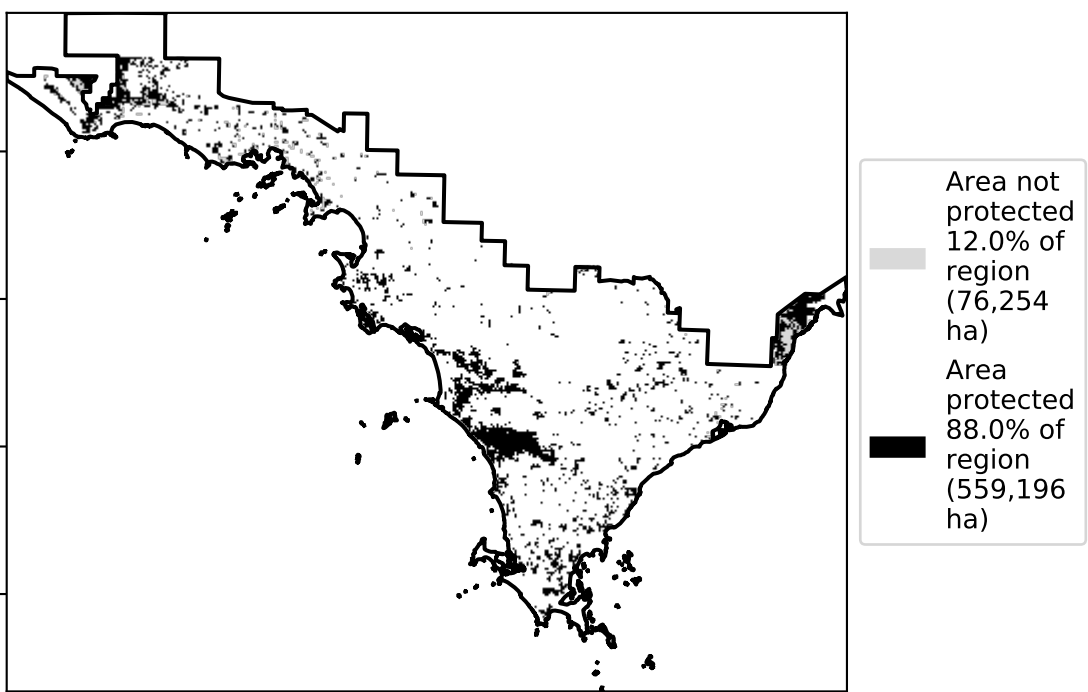 Area not
protected
12.0% of
region
(76,254
ha)
Area
protected
88.0% of
region
(559,196
ha)